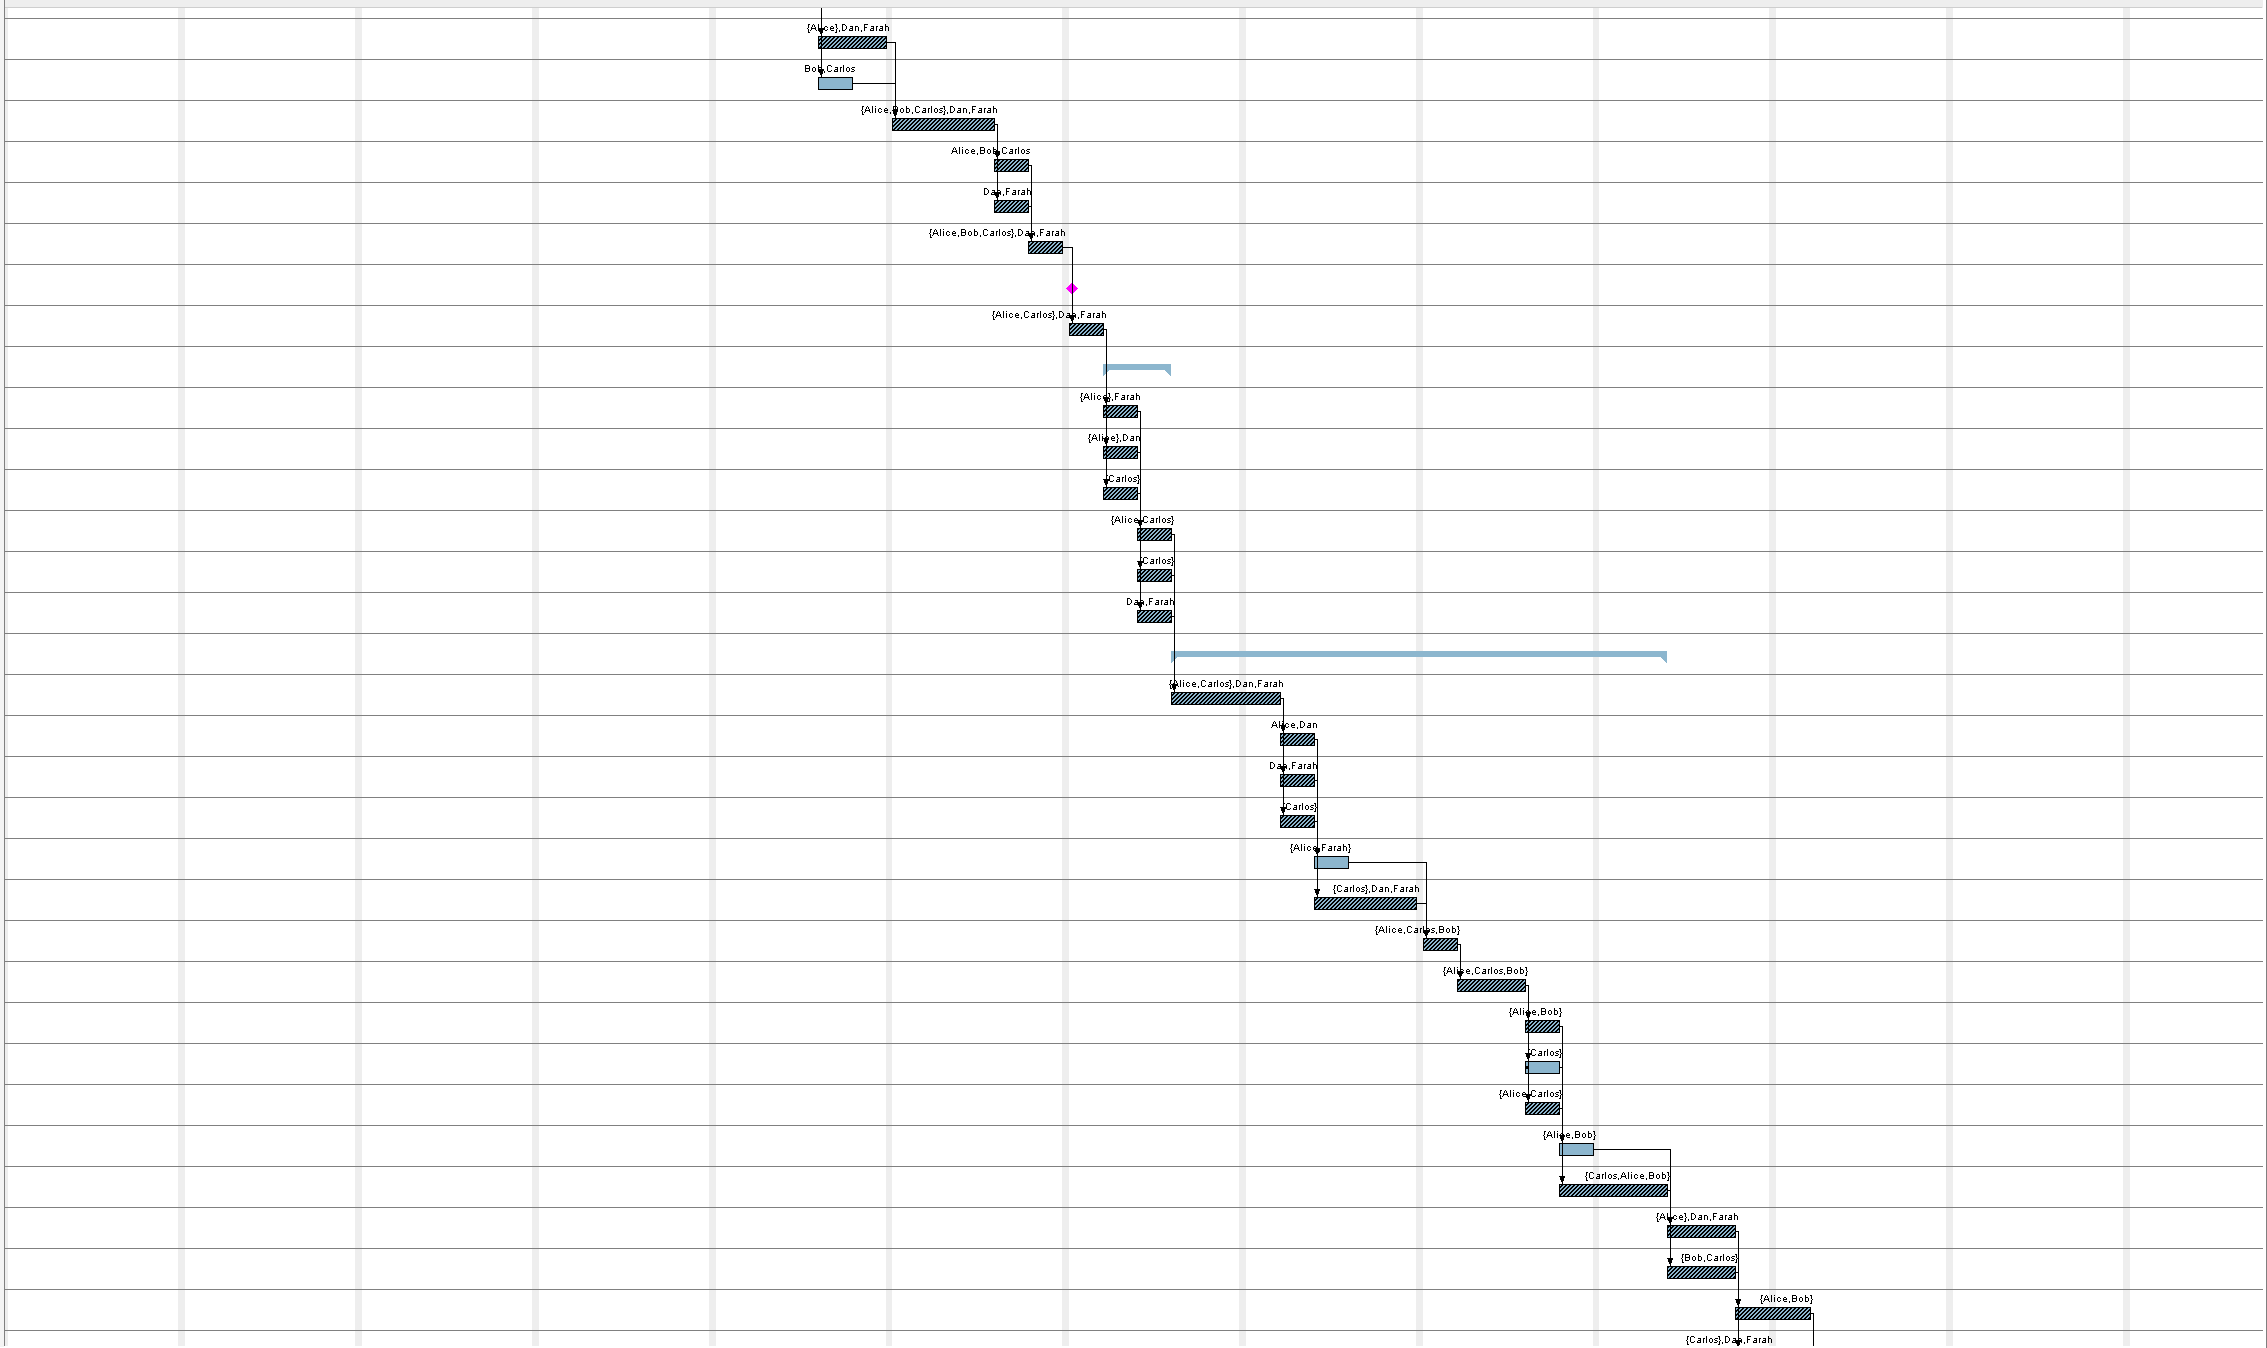 {Alice},Dan,Farah
Bob,Carlos
{Alice,Bob,Carlos},Dan,Farah
Alice,Bob,Carlos
Dan,Farah
{Alice,Bob,Carlos},Dan,Farah
{Alice,Carlos},Dan,Farah
{Alice},Farah
{Alice},Dan
{Carlos}
{Alice,Carlos}
{Carlos}
Dan,Farah
{Alice,Carlos},Dan,Farah
Alice,Dan
Dan,Farah
{Carlos}
{Alice,Farah}
{Carlos},Dan,Farah
{Alice,Carlos,Bob}
{Alice,Carlos,Bob}
{Alice,Bob}
{Carlos}
{Alice,Carlos}
{Alice,Bob}
{Carlos,Alice,Bob}
{Alice},Dan,Farah
{Bob,Carlos}
{Alice,Bob}
{Carlos},Dan,Farah